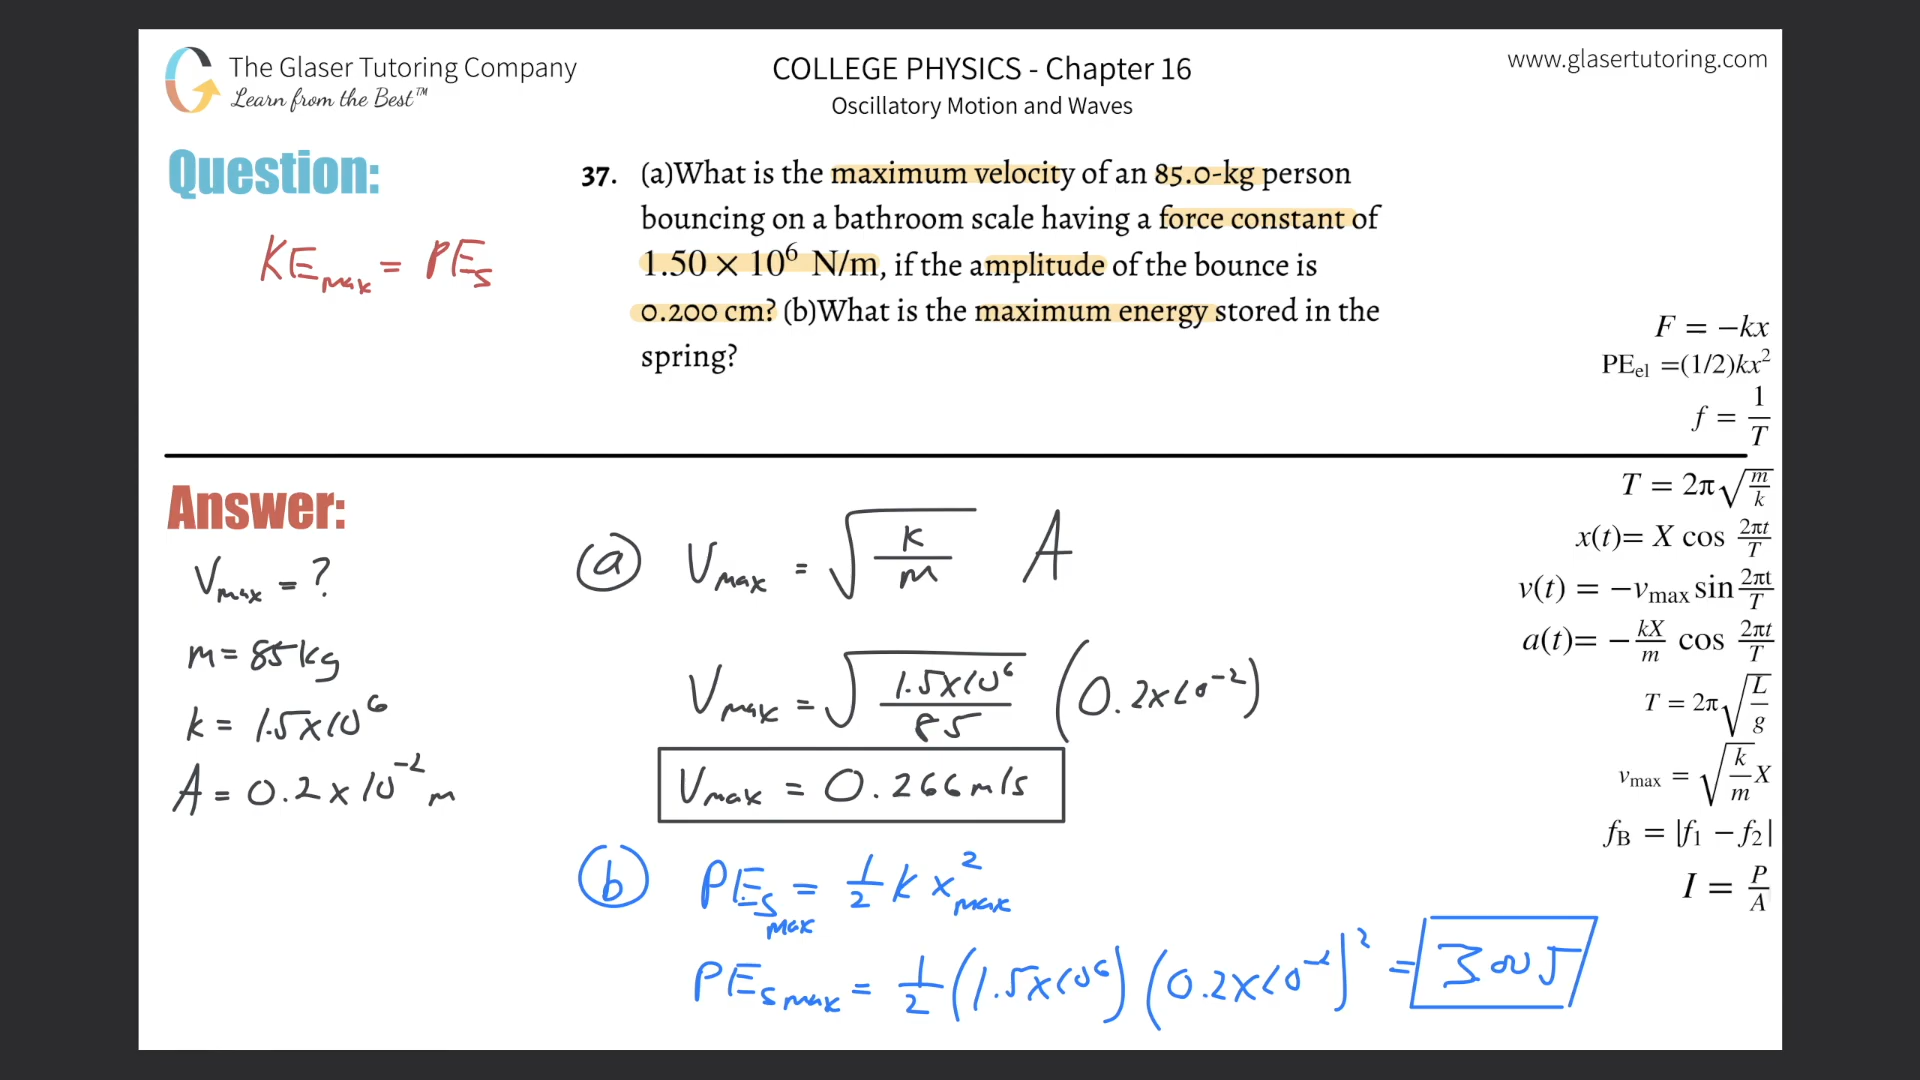 The Glaser Tutoring Company
Learn from the Best™
COLLEGE PHYSICS - Chapter 16
Oscillatory Motion and Waves
www.glasertutoring.com
Question:
KEmax = PEs
37. (a)What is the maximum velocity of an 85.0-kg person
bouncing on a bathroom scale having a force constant of
1.50 × 10⁶ N/m, if the amplitude of the bounce is
0.200 cm? (b)What is the maximum energy stored in the
spring?
F = −kx
PEel =(1/2)kx²
f = 1/T
T = 2π√(m/k)
x(t)= X cos 2πt/T
v(t) = −vmax sin 2πt/T
a(t)= − kX/m cos 2πt/T
T = 2π√(L/g)
vmax = √(k/m) X
fB = |f1 − f2|
I = P/A
Answer:
Vmax = ?
m = 85kg
k = 1.5x10⁶
A = 0.2 x 10⁻² m
(a) Vmax = √(k/m) A
Vmax = √(1.5x10⁶/85) (0.2x10⁻²)
Vmax = 0.266 m/s
(b) PEs max = 1/2 k x²max
PEs max = 1/2 (1.5x10⁶) (0.2x10⁻²)² = 3.00 J